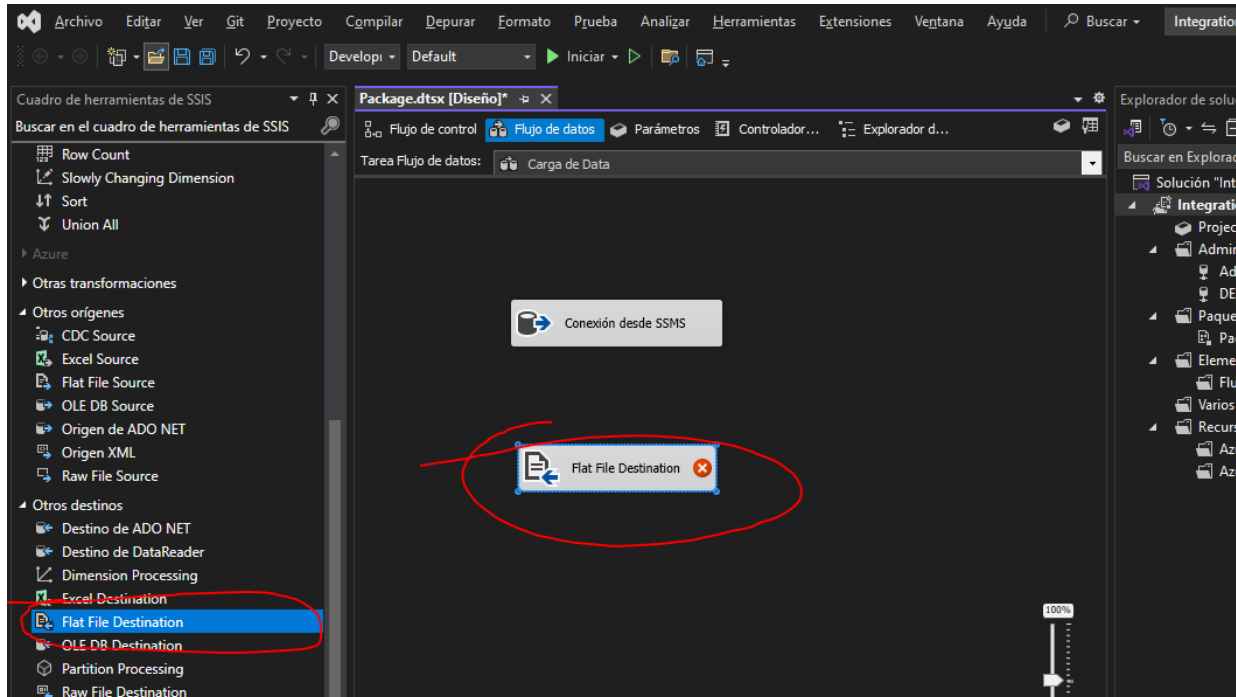 Archivo Editar Ver Git Proyecto Compilar Depurar Formato Prueba Analizar Herramientas Extensiones Ventana Ayuda Buscar Integration
Developi Default Iniciar
Cuadro de herramientas de SSIS
Buscar en el cuadro de herramientas de SSIS
Row Count
Slowly Changing Dimension
Sort
Union All
Azure
Otras transformaciones
Otros orígenes
CDC Source
Excel Source
Flat File Source
OLE DB Source
Origen de ADO NET
Origen XML
Raw File Source
Otros destinos
Destino de ADO NET
Destino de DataReader
Dimension Processing
Excel Destination
Flat File Destination
OLE DB Destination
Partition Processing
Raw File Destination
Package.dtsx [Diseño]*
Flujo de control Flujo de datos Parámetros Controlador... Explorador d...
Tarea Flujo de datos: Carga de Data
Conexión desde SSMS
Flat File Destination
100%
Explorador de solu
Buscar en Explorad
Solución "Int
Integrati
Projec
Admin
Ad
DE
Paque
Pa
Eleme
Flu
Varios
Recurs
Az
Az